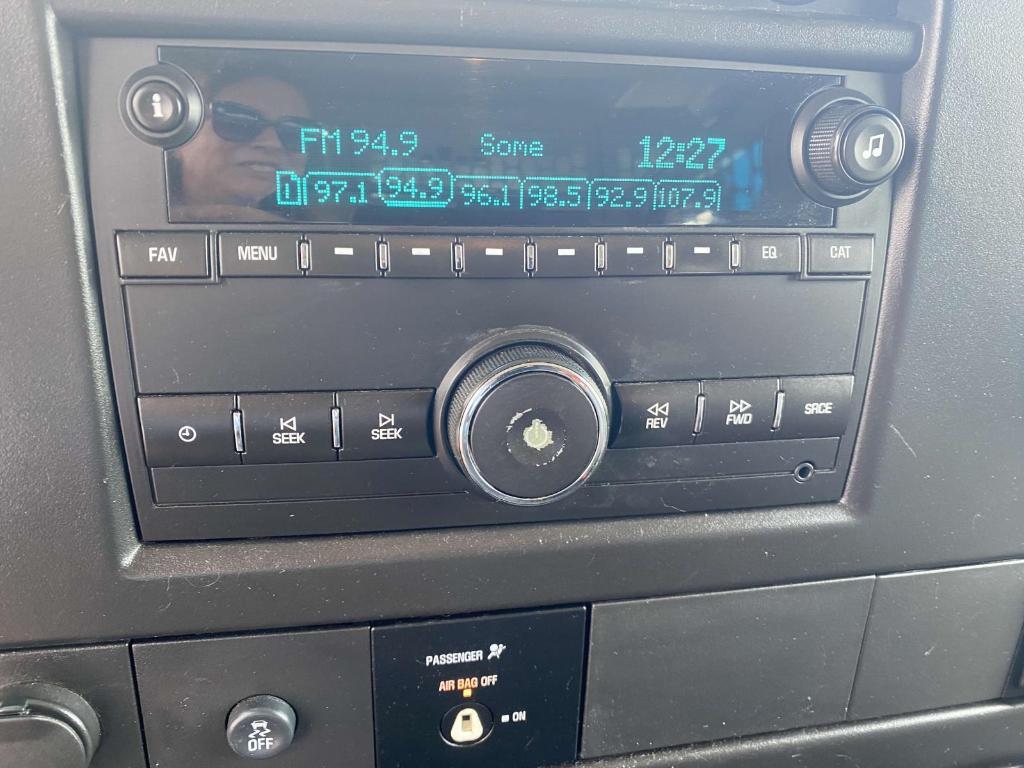 i
FM 94.9 Some 12:27
1 97.1 94.9 96.1 98.5 92.9 107.9
FAV MENU EQ CAT
SEEK SEEK REV FWD SRCE
PASSENGER
AIR BAG OFF
ON
OFF